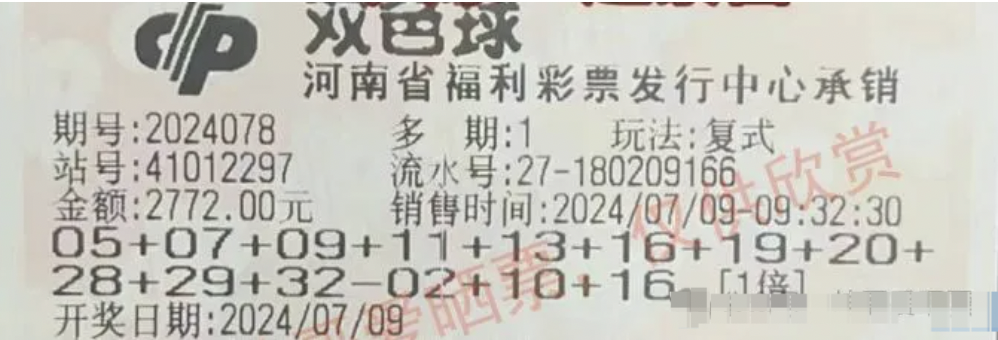 双色球
河南省福利彩票发行中心承销
期号:2024078 多 期:1 玩法:复式
站号:41012297 流水号:27-180209166
金额:2772.00元 销售时间:2024/07/09-09:32:30
05+07+09+11+13+16+19+20+
28+29+32-02+10+16 [1倍]
开奖日期:2024/07/09
晒票, 仅供欣赏